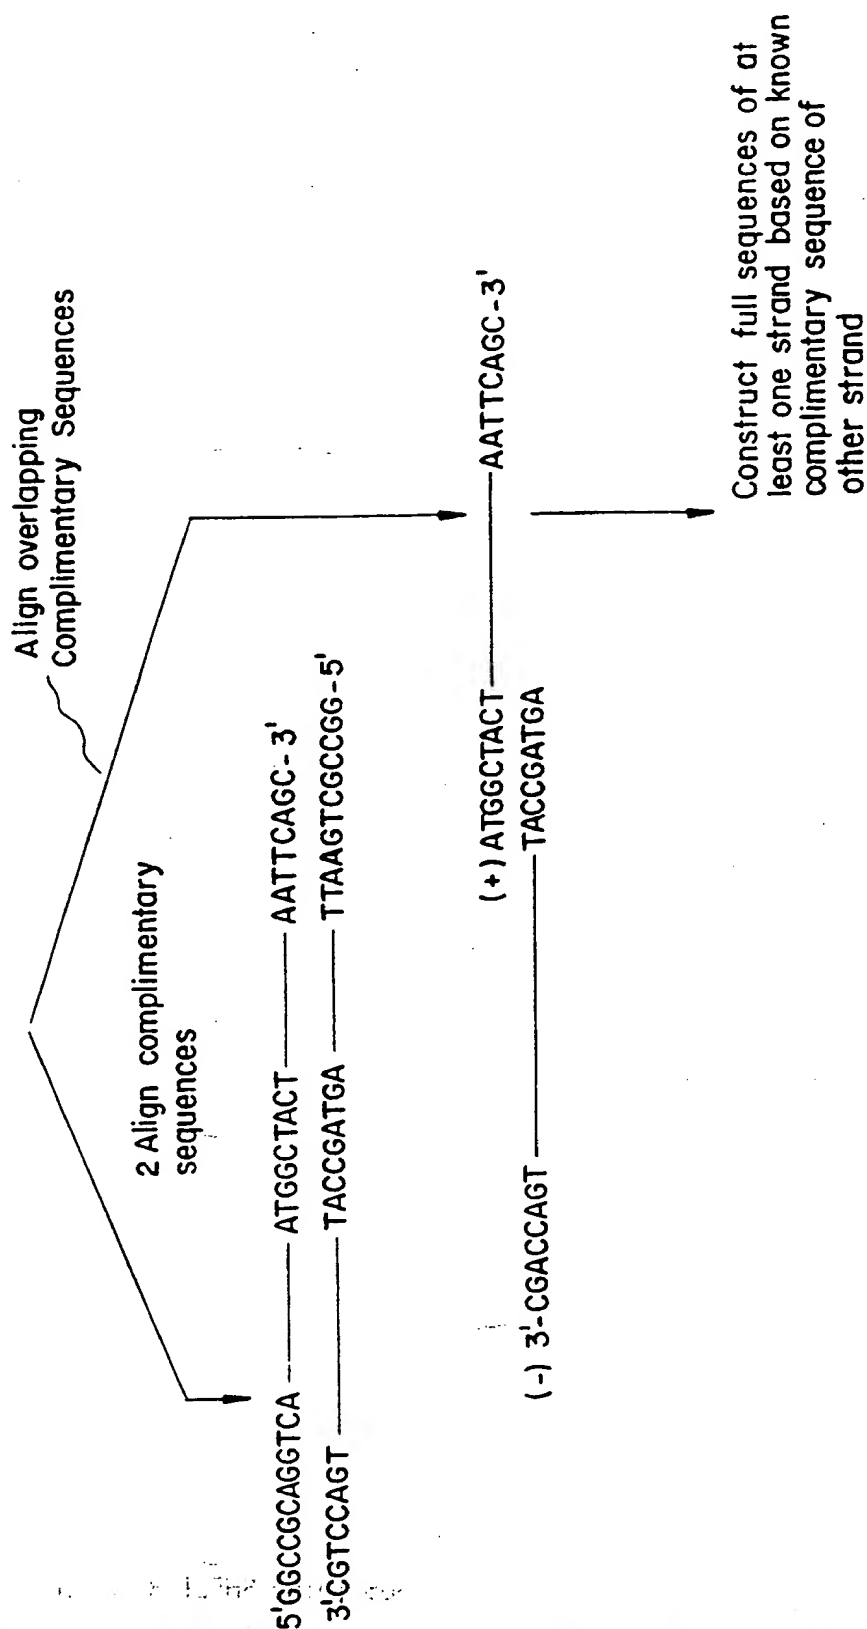 Align overlapping
Complimentary Sequences
2 Align complimentary
sequences
5'GGCCGCAGGTCA ATGGCTACT AATTCAGC-3'
3'-CGTCCAGT TACCGATGA TTAAGTCGCCGG-5'
(+) ATGGCTACT AATTCAGC-3'
(-) 3'-CGACCAGT TACCGATGA
Construct full sequences of at
least one strand based on known
complimentary sequence of
other strand